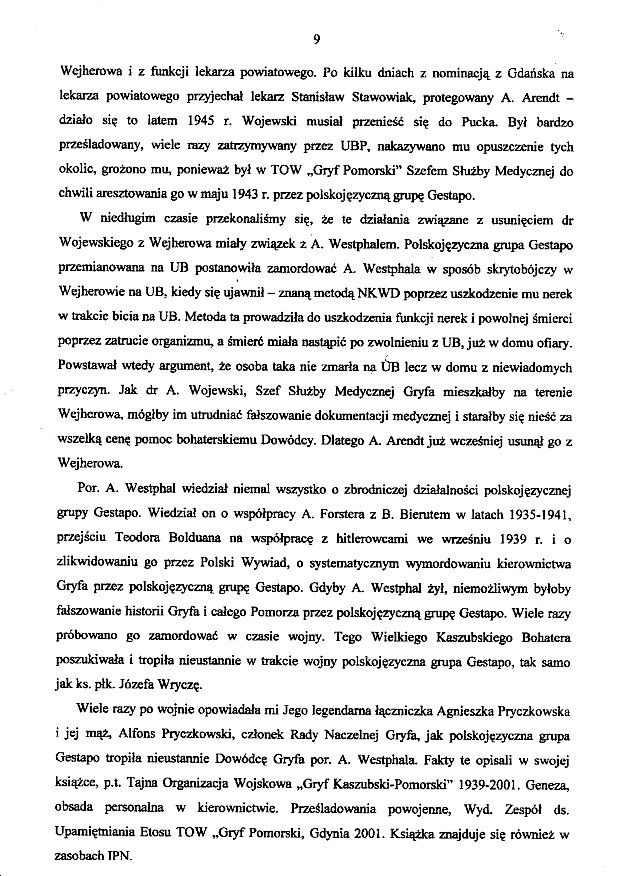 9
Wejherowa i z funkcji lekarza powiatowego. Po kilku dniach z nominacją z Gdańska na
lekarza powiatowego przyjechał lekarz Stanisław Stawowiak, protegowany A. Arendt –
działo się to latem 1945 r. Wojewski musiał przenieść się do Pucka. Był bardzo
prześladowany, wiele razy zatrzymywany przez UBP, nakazywano mu opuszczenie tych
okolic, grożono mu, ponieważ był w TOW „Gryf Pomorski” Szefem Służby Medycznej do
chwili aresztowania go w maju 1943 r. przez polskojęzyczną grupę Gestapo.
W niedługim czasie przekonaliśmy się, że te działania związane z usunięciem dr
Wojewskiego z Wejherowa miały związek z A. Westphalem. Polskojęzyczna grupa Gestapo
przemianowana na UB postanowiła zamordować A. Westphala w sposób skrytobójczy w
Wejherowie na UB, kiedy się ujawnił – znaną metodą NKWD poprzez uszkodzenie mu nerek
w trakcie bicia na UB. Metoda ta prowadziła do uszkodzenia funkcji nerek i powolnej śmierci
poprzez zatrucie organizmu, a śmierć miała nastąpić po zwolnieniu z UB, już w domu ofiary.
Powstawał wtedy argument, że osoba taka nie zmarła na UB lecz w domu z niewiadomych
przyczyn. Jak dr A. Wojewski, Szef Służby Medycznej Gryfa mieszkałby na terenie
Wejherowa, mógłby im utrudniać fałszowanie dokumentacji medycznej i starałby się nieść za
wszelką cenę pomoc bohaterskiemu Dowódcy. Dlatego A. Arendt już wcześniej usunął go z
Wejherowa.
Por. A. Westphal wiedział niemal wszystko o zbrodniczej działalności polskojęzycznej
grupy Gestapo. Wiedział on o współpracy A. Forstera z B. Bierutem w latach 1935-1941,
przejściu Teodora Bolduana na współpracę z hitlerowcami we wrześniu 1939 r. i o
zlikwidowaniu go przez Polski Wywiad, o systematycznym wymordowaniu kierownictwa
Gryfa przez polskojęzyczną grupę Gestapo. Gdyby A. Westphal żył, niemożliwym byłoby
fałszowanie historii Gryfa i całego Pomorza przez polskojęzyczną grupę Gestapo. Wiele razy
próbowano go zamordować w czasie wojny. Tego Wielkiego Kaszubskiego Bohatera
poszukiwała i tropiła nieustannie w trakcie wojny polskojęzyczna grupa Gestapo, tak samo
jak ks. płk. Józefa Wryczę.
Wiele razy po wojnie opowiadała mi Jego legendarna łączniczka Agnieszka Pryczkowska
i jej mąż, Alfons Pryczkowski, członek Rady Naczelnej Gryfa, jak polskojęzyczna grupa
Gestapo tropiła nieustannie Dowódcę Gryfa por. A. Westphala. Fakty te opisali w swojej
książce, p.t. Tajna Organizacja Wojskowa „Gryf Kaszubski-Pomorski” 1939-2001. Geneza,
obsada personalna w kierownictwie. Prześladowania powojenne, Wyd. Zespół ds.
Upamiętniania Etosu TOW „Gryf Pomorski, Gdynia 2001. Książka znajduje się również w
zasobach IPN.